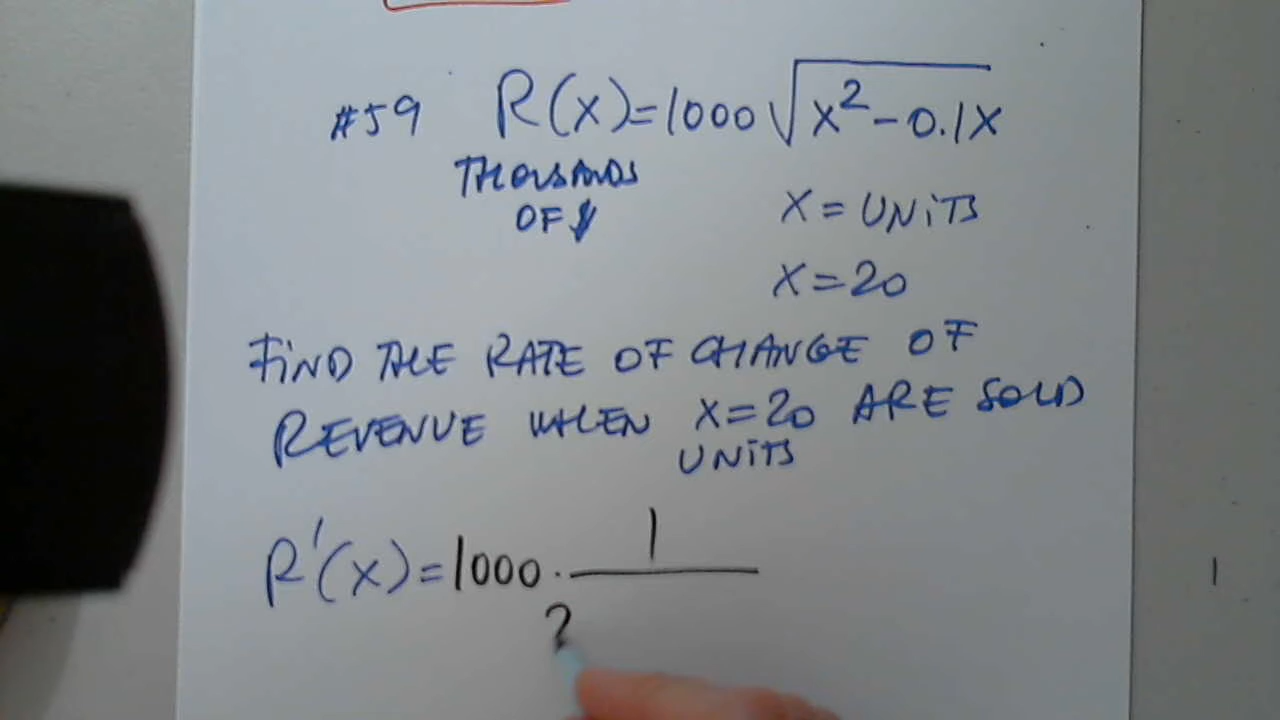 #59 R(x)=1000√(x²-0.1x)
THOUSANDS
OF $
x = UNITS
x=20
FIND THE RATE OF CHANGE OF
REVENUE WHEN x=20 ARE SOLD
UNITS
R'(x)=1000·1/2